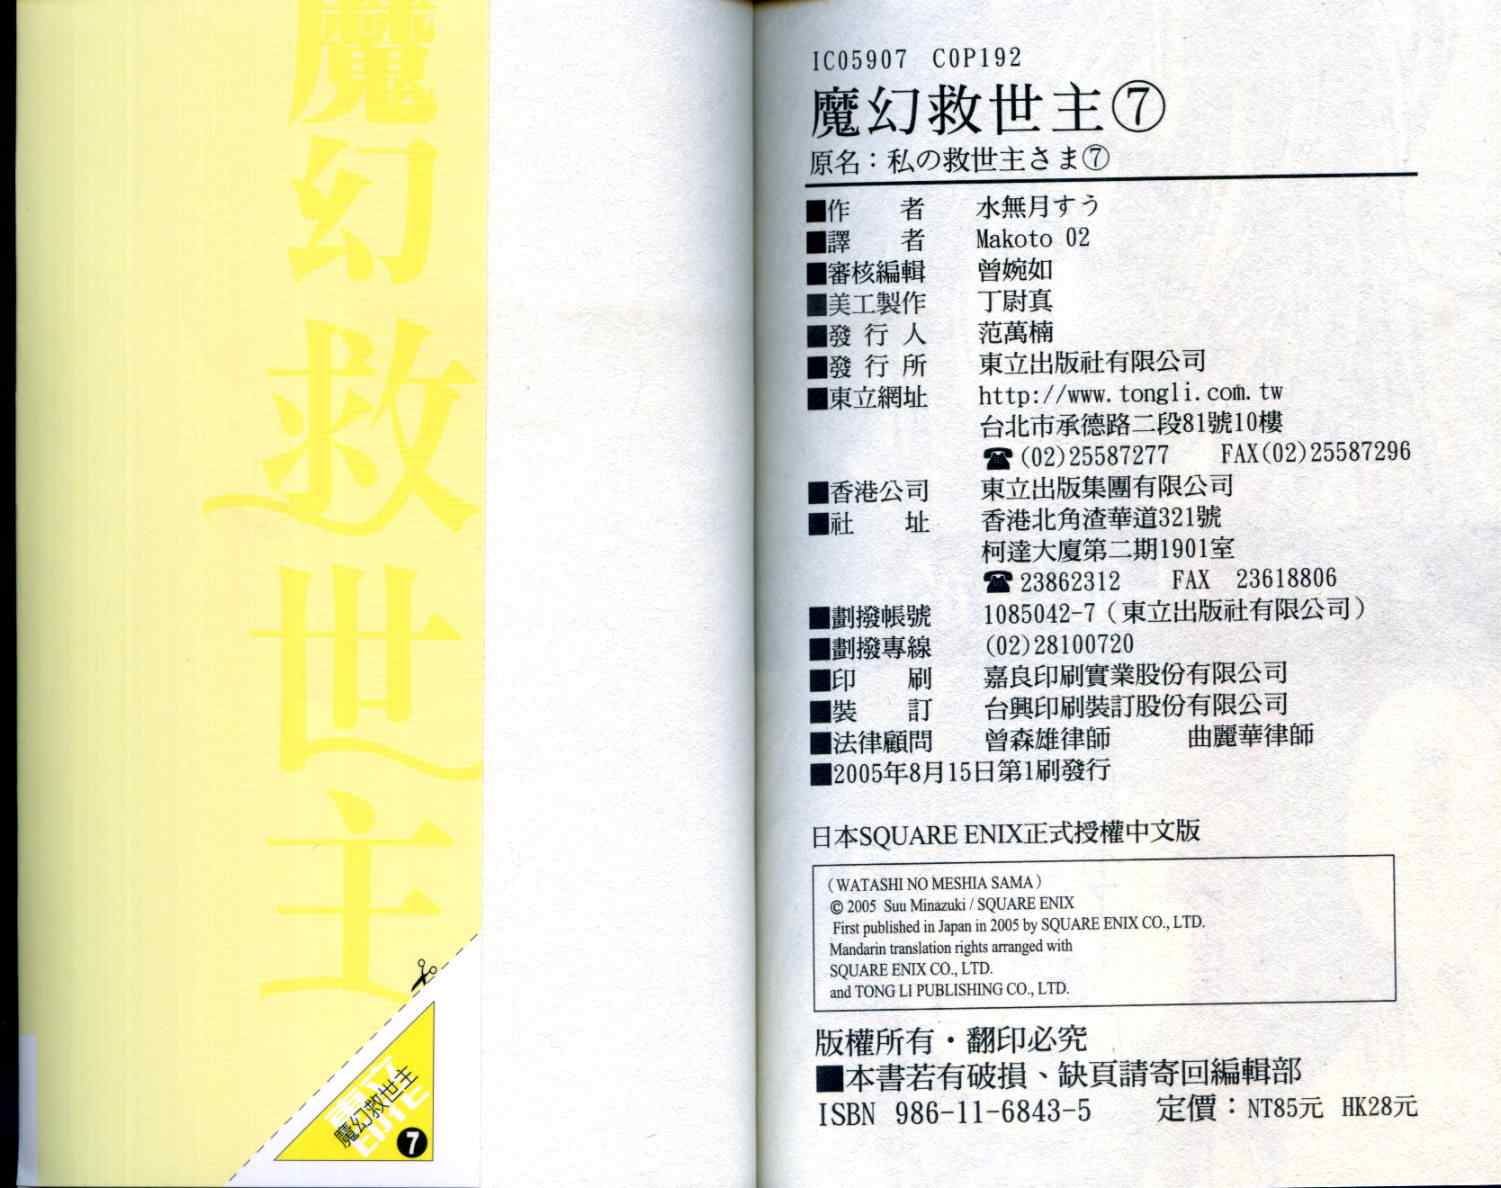 魔幻救世主
魔幻救世主
7
IC05907 COP192
魔幻救世主⑦
原名：私の救世主さま⑦
■作　　者　水無月すう
■譯　　者　Makoto 02
■審核編輯　曾婉如
■美工製作　丁尉真
■發 行 人　范萬楠
■發 行 所　東立出版社有限公司
■東立網址　http://www.tongli.com.tw
台北市承德路二段81號10樓
☎(02)25587277　FAX(02)25587296
■香港公司　東立出版集團有限公司
■社　　址　香港北角渣華道321號
柯達大廈第二期1901室
☎23862312　FAX 23618806
■劃撥帳號　1085042-7（東立出版社有限公司）
■劃撥專線　(02)28100720
■印　　刷　嘉良印刷實業股份有限公司
■裝　　訂　台興印刷裝訂股份有限公司
■法律顧問　曾森雄律師　曲麗華律師
■2005年8月15日第1刷發行
日本SQUARE ENIX正式授權中文版
（WATASHI NO MESHIA SAMA）
© 2005 Suu Minazuki / SQUARE ENIX
First published in Japan in 2005 by SQUARE ENIX CO., LTD.
Mandarin translation rights arranged with
SQUARE ENIX CO., LTD.
and TONG LI PUBLISHING CO., LTD.
版權所有・翻印必究
■本書若有破損、缺頁請寄回編輯部
ISBN 986-11-6843-5　定價：NT85元 HK28元